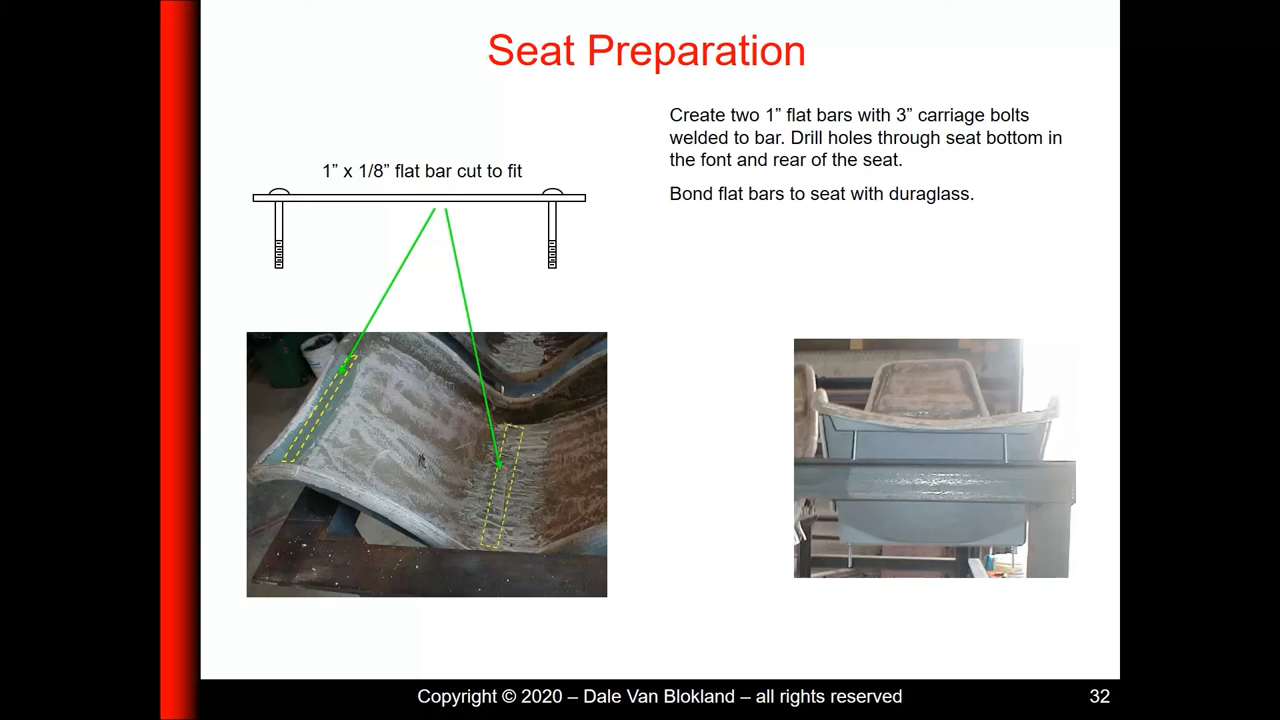 Seat Preparation
Create two 1” flat bars with 3” carriage bolts
welded to bar. Drill holes through seat bottom in
the font and rear of the seat.
Bond flat bars to seat with duraglass.
1” x 1/8” flat bar cut to fit
Copyright © 2020 – Dale Van Blokland – all rights reserved
32